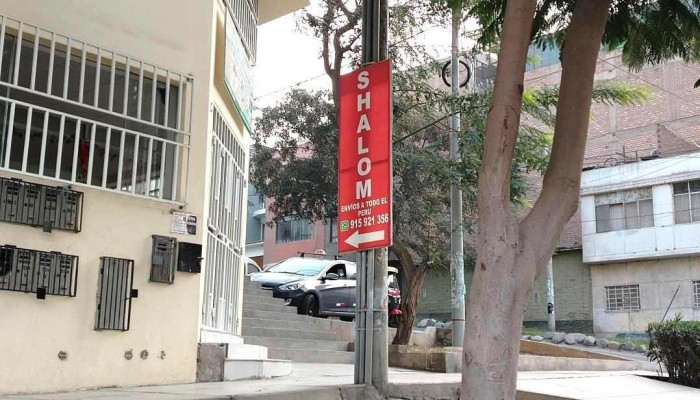 SHALOM
ENVÍOS A TODO EL
PERÚ
915 921 356